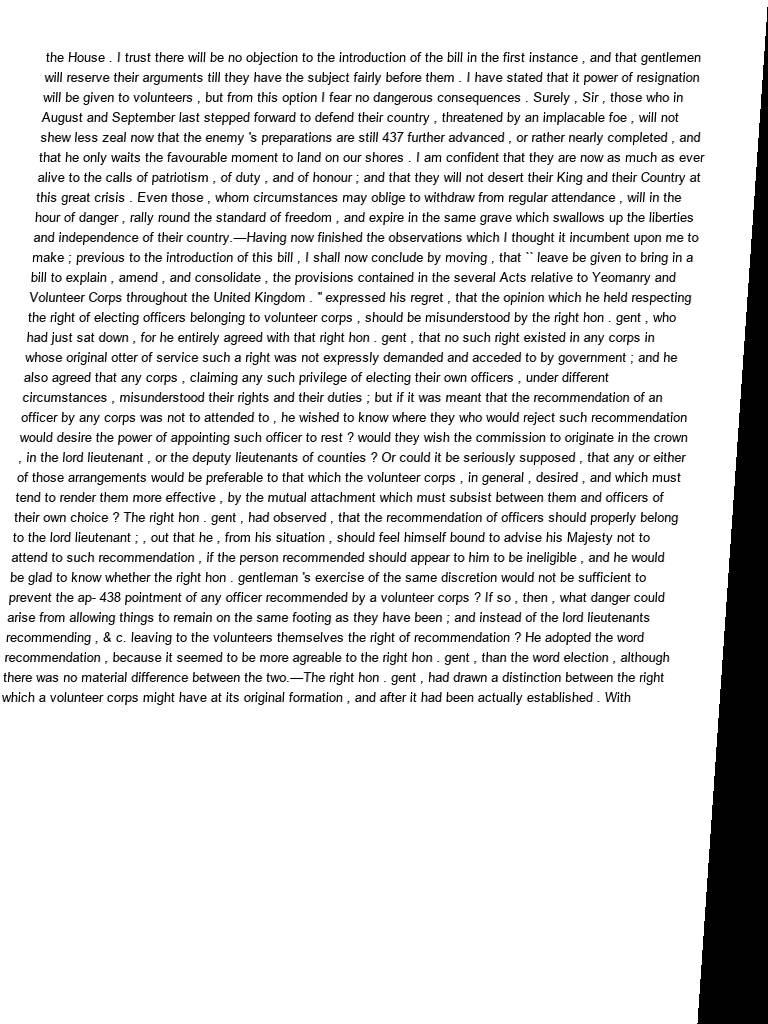 the House . I trust there will be no objection to the introduction of the bill in the first instance , and that gentlemen
will reserve their arguments till they have the subject fairly before them . I have stated that it power of resignation
will be given to volunteers , but from this option I fear no dangerous consequences . Surely , Sir , those who in
August and September last stepped forward to defend their country , threatened by an implacable foe , will not
shew less zeal now that the enemy 's preparations are still 437 further advanced , or rather nearly completed , and
that he only waits the favourable moment to land on our shores . I am confident that they are now as much as ever
alive to the calls of patriotism , of duty , and of honour ; and that they will not desert their King and their Country at
this great crisis . Even those , whom circumstances may oblige to withdraw from regular attendance , will in the
hour of danger , rally round the standard of freedom , and expire in the same grave which swallows up the liberties
and independence of their country.—Having now finished the observations which I thought it incumbent upon me to
make ; previous to the introduction of this bill , I shall now conclude by moving , that `` leave be given to bring in a
bill to explain , amend , and consolidate , the provisions contained in the several Acts relative to Yeomanry and
Volunteer Corps throughout the United Kingdom . '' expressed his regret , that the opinion which he held respecting
the right of electing officers belonging to volunteer corps , should be misunderstood by the right hon . gent , who
had just sat down , for he entirely agreed with that right hon . gent , that no such right existed in any corps in
whose original otter of service such a right was not expressly demanded and acceded to by government ; and he
also agreed that any corps , claiming any such privilege of electing their own officers , under different
circumstances , misunderstood their rights and their duties ; but if it was meant that the recommendation of an
officer by any corps was not to attended to , he wished to know where they who would reject such recommendation
would desire the power of appointing such officer to rest ? would they wish the commission to originate in the crown
, in the lord lieutenant , or the deputy lieutenants of counties ? Or could it be seriously supposed , that any or either
of those arrangements would be preferable to that which the volunteer corps , in general , desired , and which must
tend to render them more effective , by the mutual attachment which must subsist between them and officers of
their own choice ? The right hon . gent , had observed , that the recommendation of officers should properly belong
to the lord lieutenant ; , out that he , from his situation , should feel himself bound to advise his Majesty not to
attend to such recommendation , if the person recommended should appear to him to be ineligible , and he would
be glad to know whether the right hon . gentleman 's exercise of the same discretion would not be sufficient to
prevent the ap- 438 pointment of any officer recommended by a volunteer corps ? If so , then , what danger could
arise from allowing things to remain on the same footing as they have been ; and instead of the lord lieutenants
recommending , & c. leaving to the volunteers themselves the right of recommendation ? He adopted the word
recommendation , because it seemed to be more agreable to the right hon . gent , than the word election , although
there was no material difference between the two.—The right hon . gent , had drawn a distinction between the right
which a volunteer corps might have at its original formation , and after it had been actually established . With